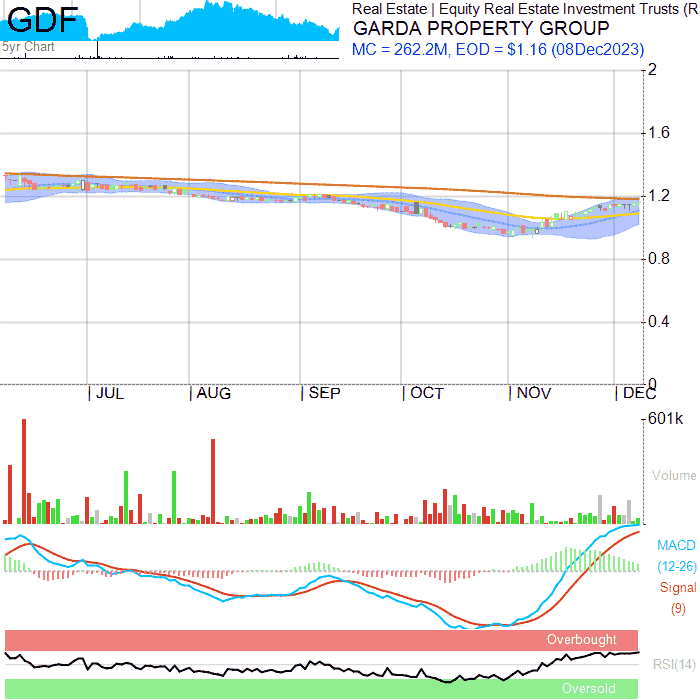 GDF
5yr Chart
Real Estate | Equity Real Estate Investment Trusts (R
GARDA PROPERTY GROUP
MC = 262.2M, EOD = $1.16 (08Dec2023)
2
1.6
1.2
0.8
0.4
0
JUL
AUG
SEP
OCT
NOV
DEC
601k
Volume
MACD
(12-26)
Signal
(9)
Overbought
RSI(14)
Oversold